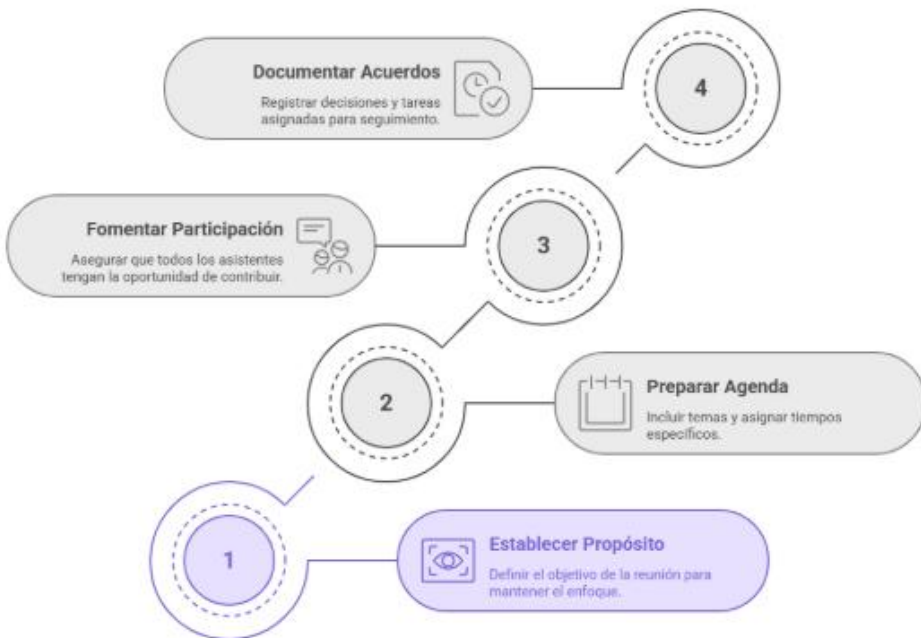 4
Documentar Acuerdos
Registrar decisiones y tareas
asignadas para seguimiento.
3
Fomentar Participación
Asegurar que todos los asistentes
tengan la oportunidad de contribuir.
2
Preparar Agenda
Incluir temas y asignar tiempos
específicos.
1
Establecer Propósito
Definir el objetivo de la reunión para
mantener el enfoque.